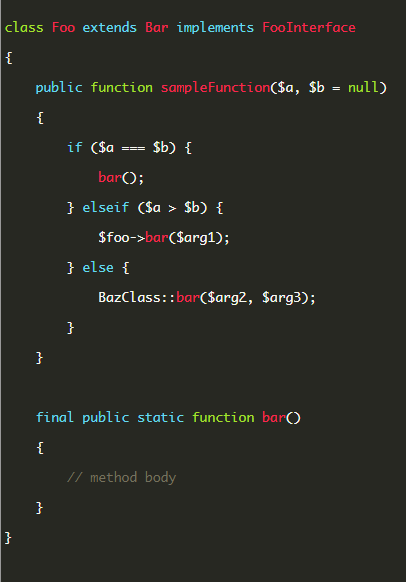 class Foo extends Bar implements FooInterface
{
    public function sampleFunction($a, $b = null)
    {
        if ($a === $b) {
            bar();
        } elseif ($a > $b) {
            $foo->bar($arg1);
        } else {
            BazClass::bar($arg2, $arg3);
        }
    }

    final public static function bar()
    {
        // method body
    }
}